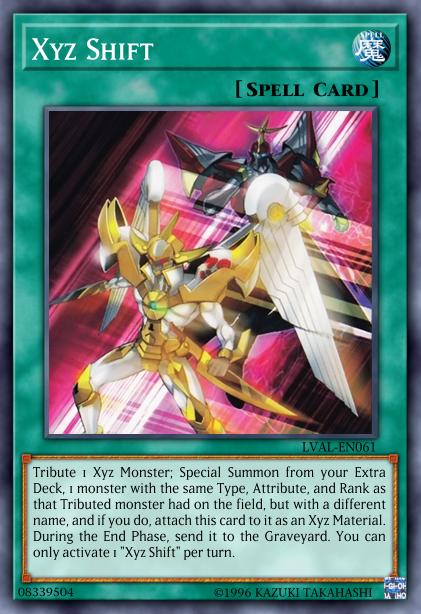 Xyz Shift
SPELL
魔
[ Spell Card ]
LVAL-EN061
Tribute 1 Xyz Monster; Special Summon from your Extra
Deck, 1 monster with the same Type, Attribute, and Rank as
that Tributed monster had on the field, but with a different
name, and if you do, attach this card to it as an Xyz Material.
During the End Phase, send it to the Graveyard. You can
only activate 1 "Xyz Shift" per turn.
08339504
©1996 KAZUKI TAKAHASHI